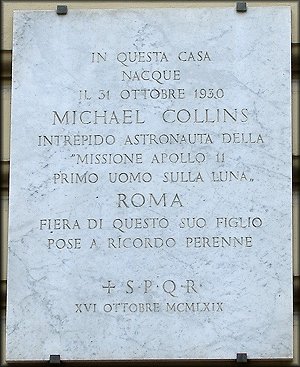 IN QUESTA CASA
NACQUE
IL 31 OTTOBRE 1930
MICHAEL COLLINS
INTREPIDO ASTRONAUTA DELLA
"MISSIONE APOLLO 11
PRIMO UOMO SULLA LUNA„
ROMA
FIERA DI QUESTO SUO FIGLIO
POSE A RICORDO PERENNE
✢ S·P·Q·R·
XVI OTTOBRE MCMLXIX